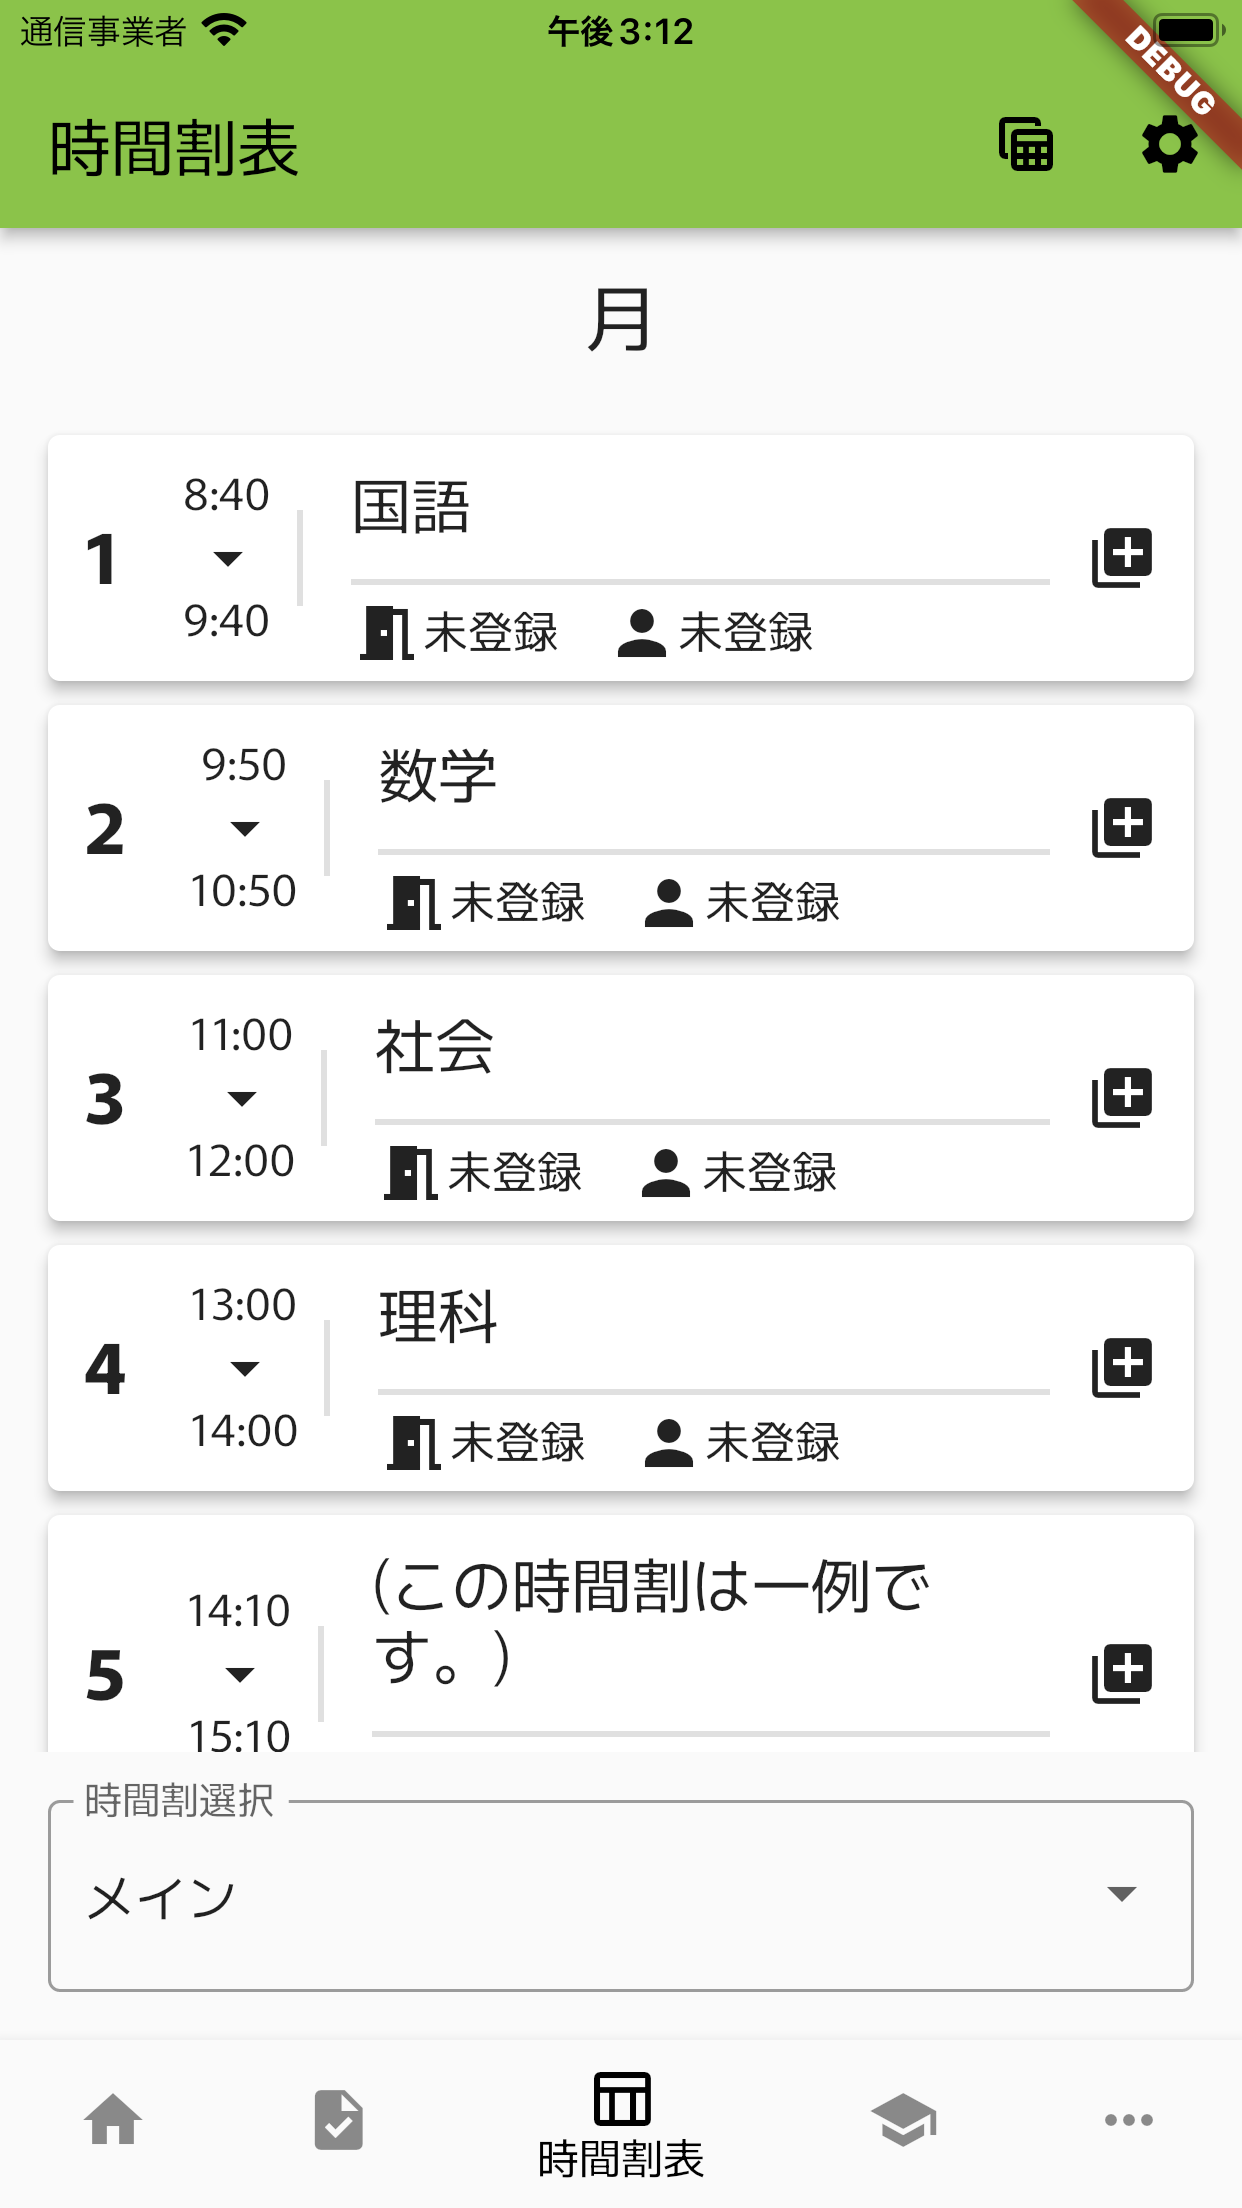 通信事業者 午後3:12
DEBUG
時間割表
月
1
8:40
9:40
国語
未登録 未登録
2
9:50
10:50
数学
未登録 未登録
3
11:00
12:00
社会
未登録 未登録
4
13:00
14:00
理科
未登録 未登録
5
14:10
15:10
(この時間割は一例で
す。)
時間割選択
メイン
時間割表